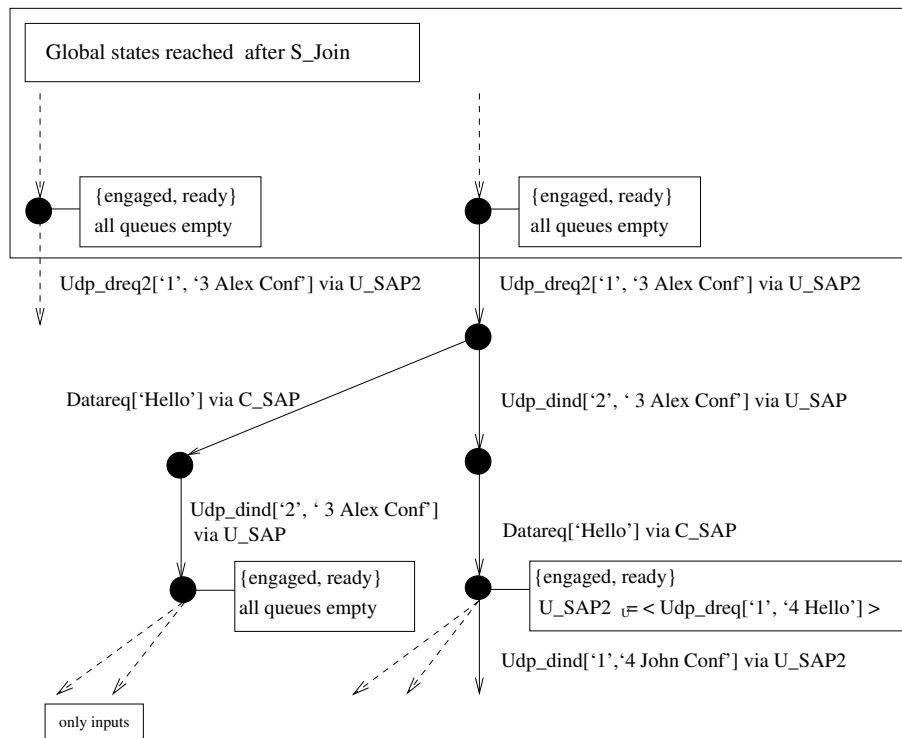 Global states reached after S_Join
{engaged, ready}
all queues empty
{engaged, ready}
all queues empty
Udp_dreq2[‘1’, ‘3 Alex Conf’] via U_SAP2
Udp_dreq2[‘1’, ‘3 Alex Conf’] via U_SAP2
Datareq[‘Hello’] via C_SAP
Udp_dind[‘2’, ‘ 3 Alex Conf’] via U_SAP
Udp_dind[‘2’, ‘ 3 Alex Conf’]
via U_SAP
Datareq[‘Hello’] via C_SAP
{engaged, ready}
all queues empty
{engaged, ready}
U_SAP2 U= < Udp_dreq[‘1’, ‘4 Hello’] >
Udp_dind[‘1’,‘4 John Conf’] via U_SAP2
only inputs